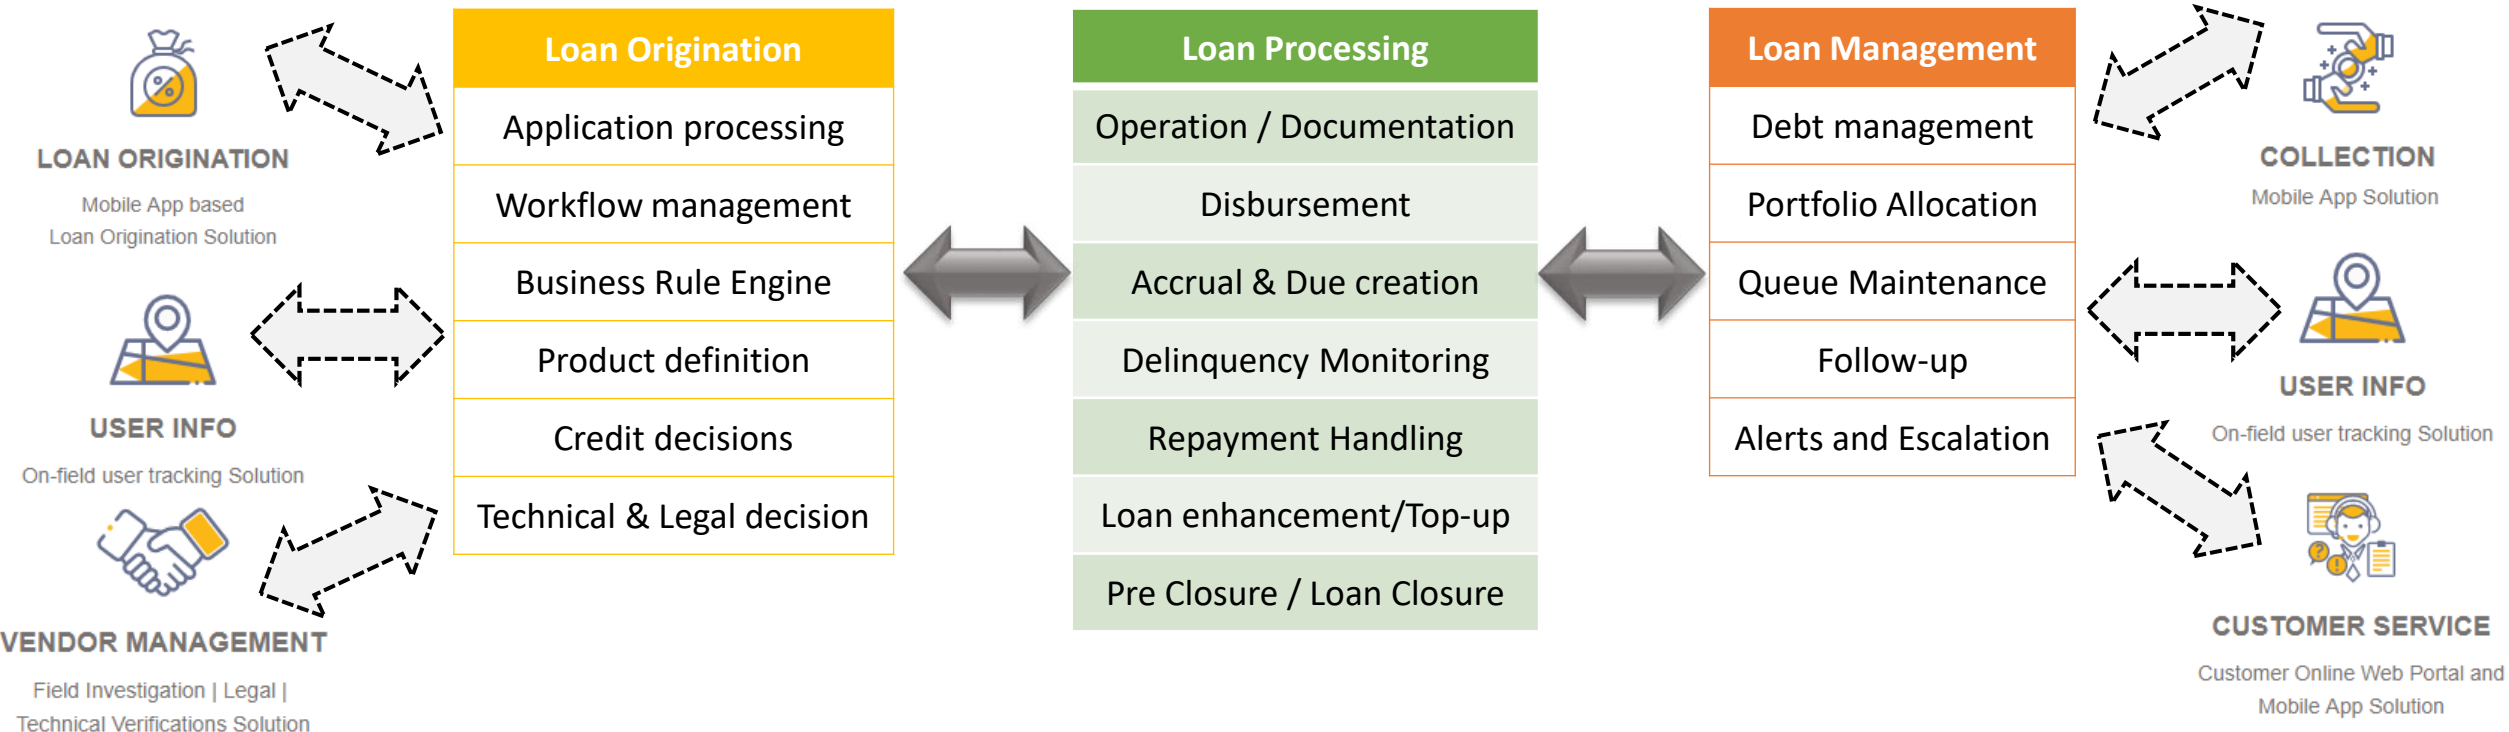 LOAN ORIGINATION
Mobile App based
Loan Origination Solution
USER INFO
On-field user tracking Solution
VENDOR MANAGEMENT
Field Investigation | Legal |
Technical Verifications Solution
Loan Origination
Application processing
Workflow management
Business Rule Engine
Product definition
Credit decisions
Technical & Legal decision
Loan Processing
Operation / Documentation
Disbursement
Accrual & Due creation
Delinquency Monitoring
Repayment Handling
Loan enhancement/Top-up
Pre Closure / Loan Closure
Loan Management
Debt management
Portfolio Allocation
Queue Maintenance
Follow-up
Alerts and Escalation
COLLECTION
Mobile App Solution
USER INFO
On-field user tracking Solution
CUSTOMER SERVICE
Customer Online Web Portal and
Mobile App Solution